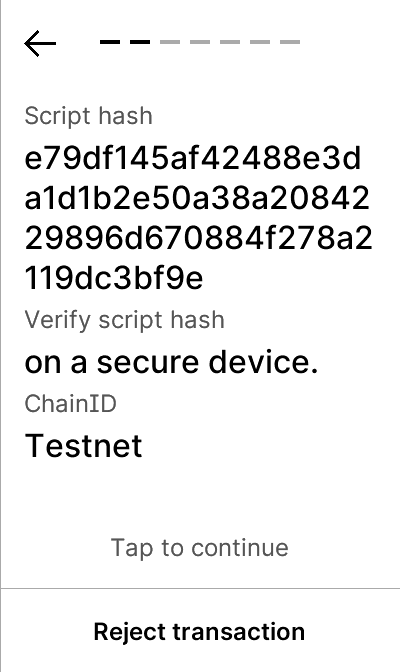 Script hash
e79df145af42488e3d
a1d1b2e50a38a20842
29896d670884f278a2
119dc3bf9e
Verify script hash
on a secure device.
ChainID
Testnet
Tap to continue
Reject transaction